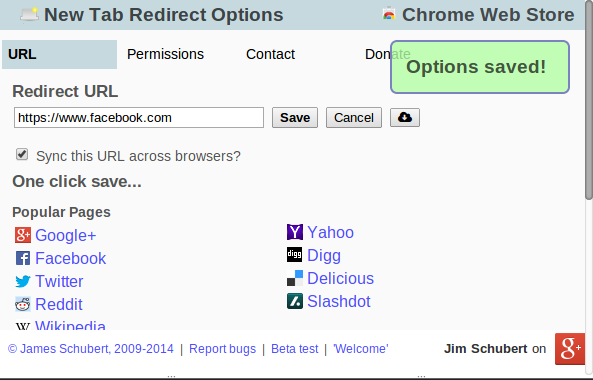 New Tab Redirect Options
Chrome Web Store
URL
Permissions
Contact
Donate
Options saved!
Redirect URL
https://www.facebook.com
Save
Cancel
Sync this URL across browsers?
One click save...
Popular Pages
Google+
Yahoo
Facebook
Digg
Twitter
Delicious
Reddit
Slashdot
Wikipedia
© James Schubert, 2009-2014 | Report bugs | Beta test | 'Welcome'
Jim Schubert on